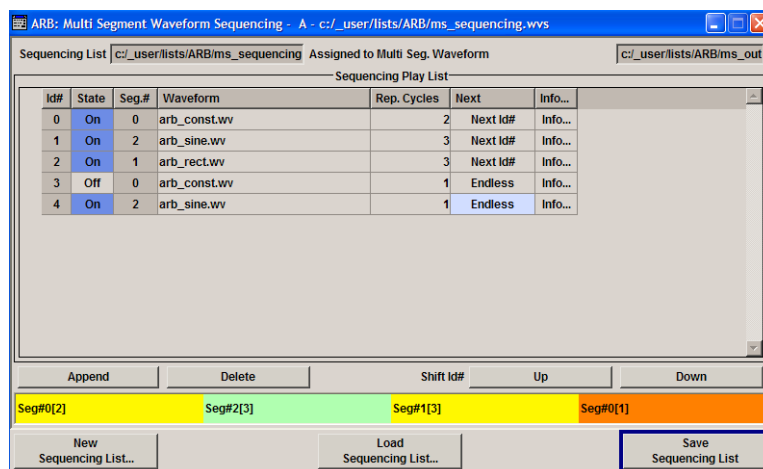 ARB: Multi Segment Waveform Sequencing - A - c:/_user/lists/ARB/ms_sequencing.wvs
Sequencing List c:/_user/lists/ARB/ms_sequencing Assigned to Multi Seg. Waveform c:/_user/lists/ARB/ms_out
Sequencing Play List
Id# State Seg.# Waveform Rep. Cycles Next Info...
0 On 0 arb_const.wv 2 Next Id# Info...
1 On 2 arb_sine.wv 3 Next Id# Info...
2 On 1 arb_rect.wv 3 Next Id# Info...
3 Off 0 arb_const.wv 1 Endless Info...
4 On 2 arb_sine.wv 1 Endless Info...
Append Delete Shift Id# Up Down
Seg#0[2] Seg#2[3] Seg#1[3] Seg#0[1]
New Sequencing List... Load Sequencing List... Save Sequencing List